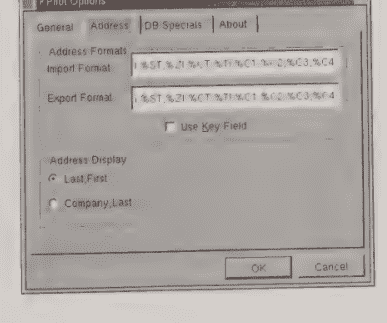 Pilot Options
General Address DB Specials About
Address Formats
Import Format
Export Format
Use Key Field
Address Display
Last,First
Company,Last
OK Cancel